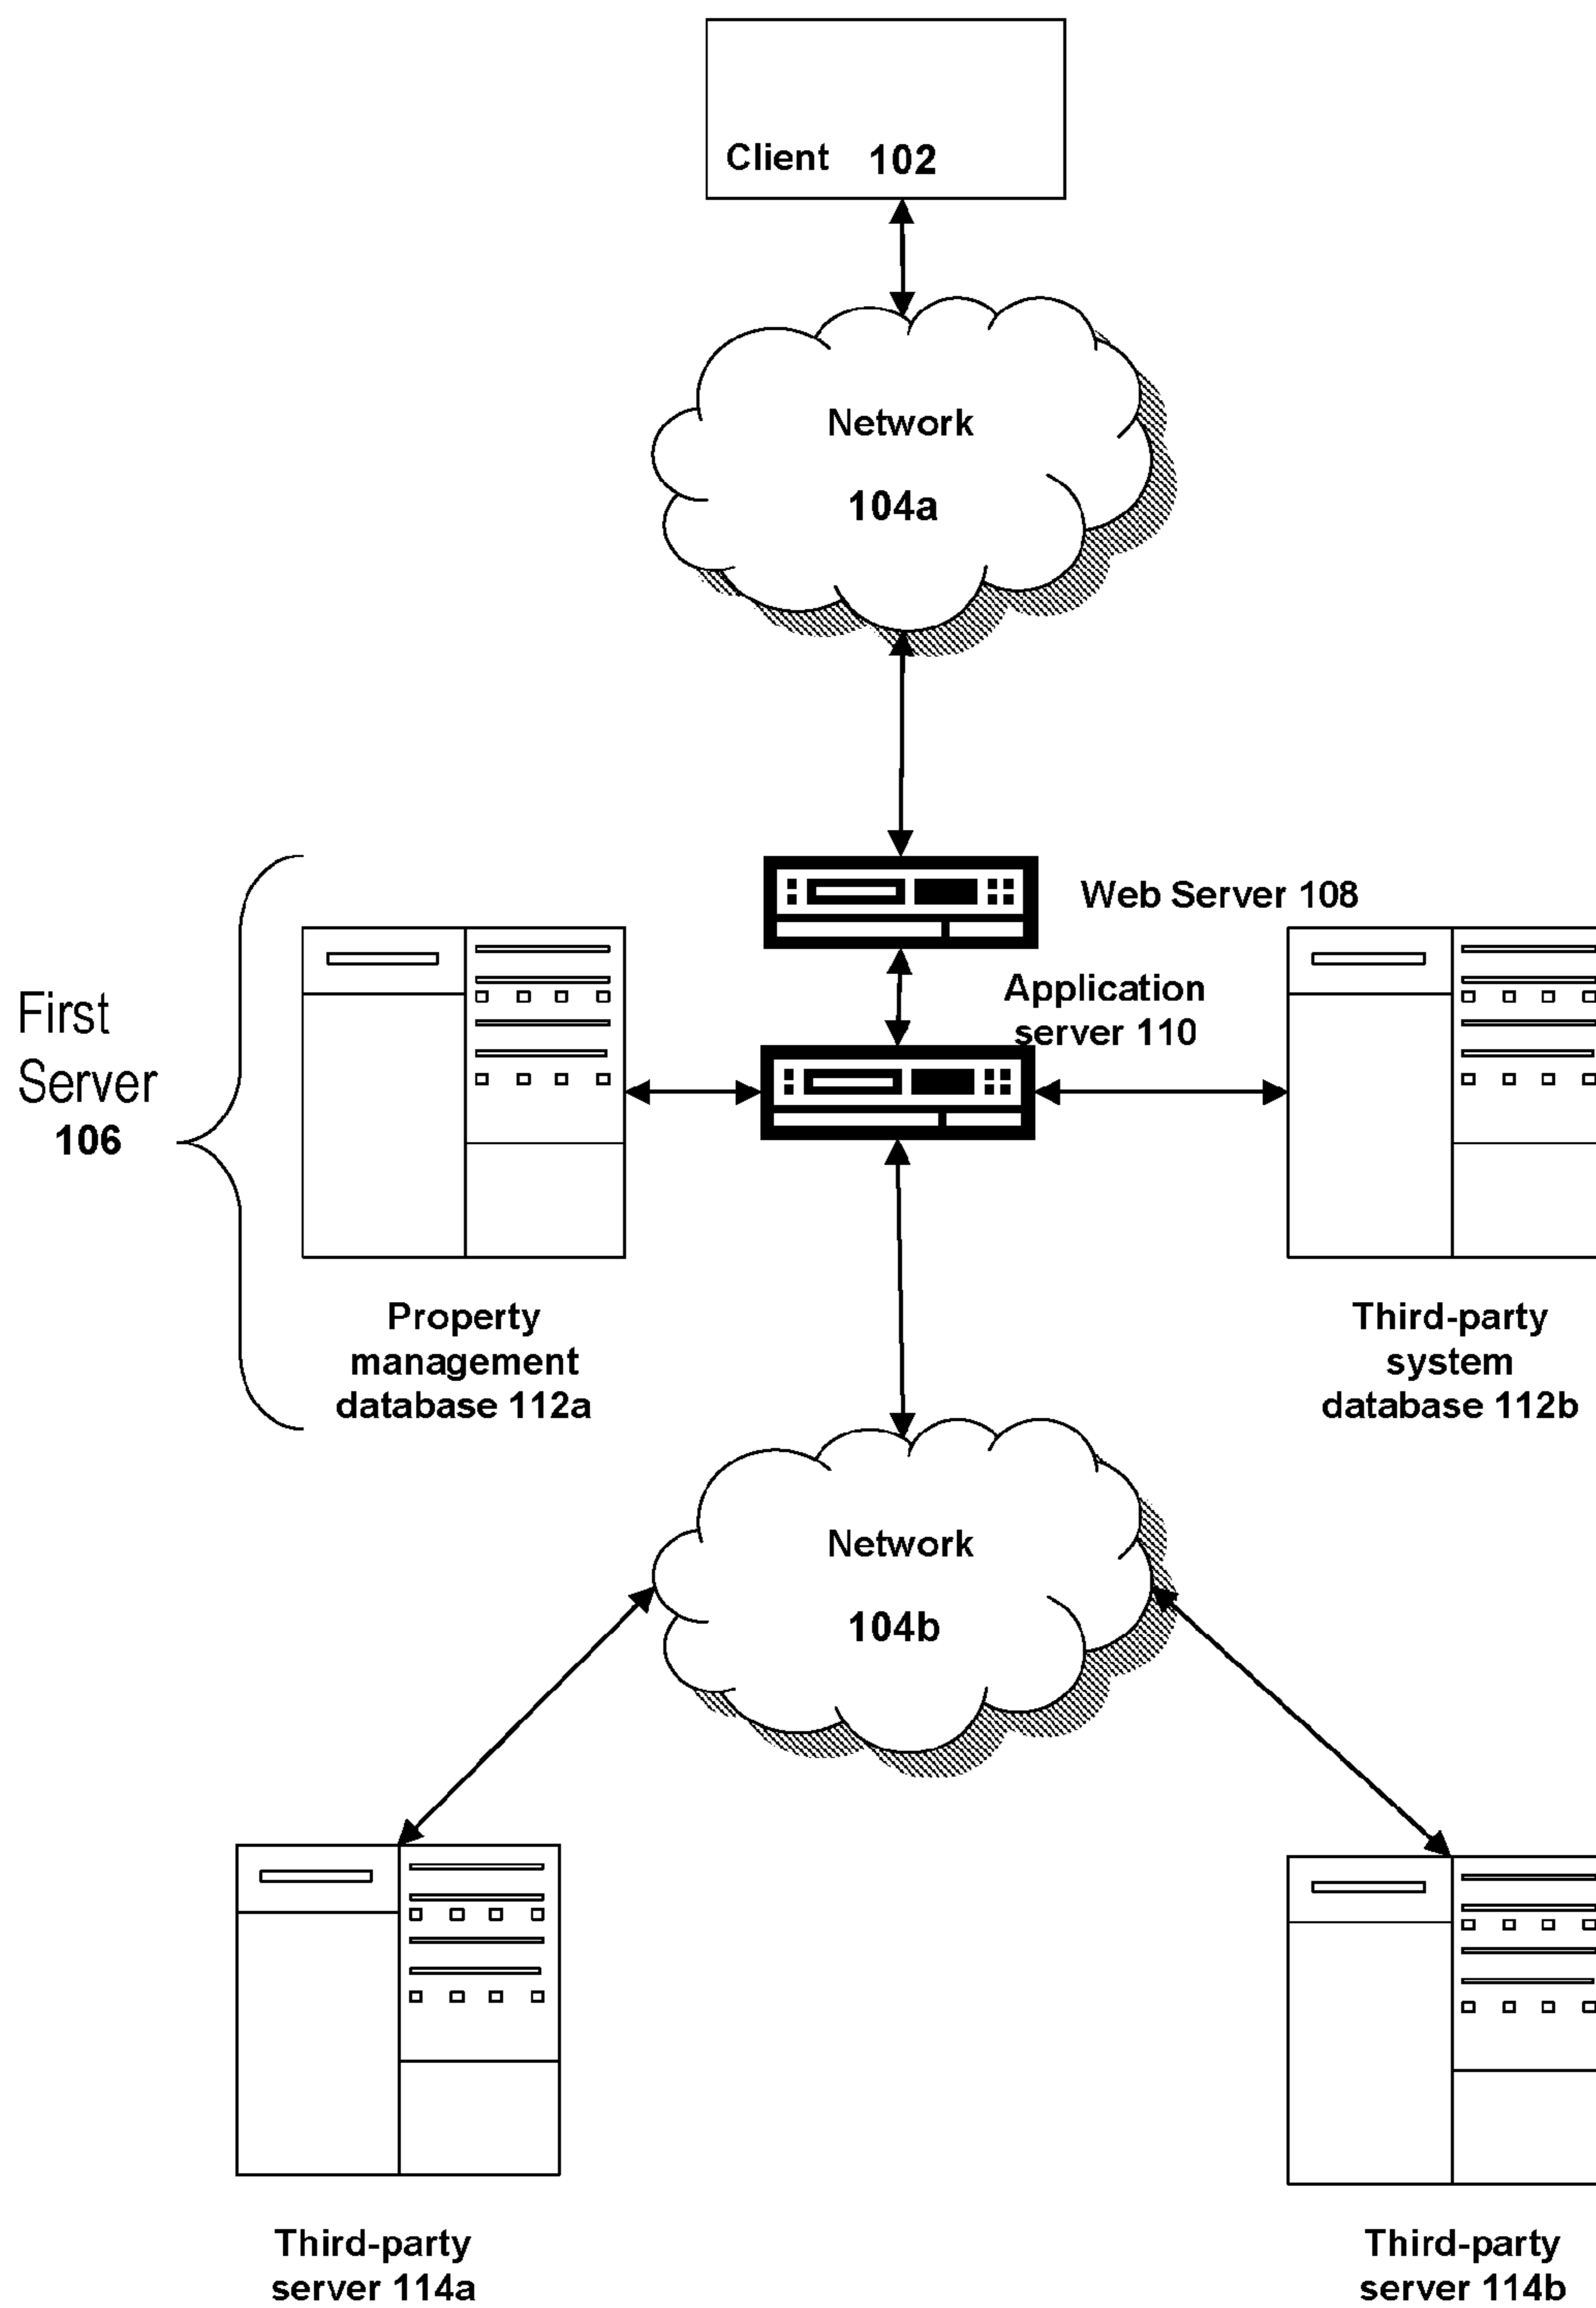 Client 102
Network
104a
Web Server 108
Application
server 110
First
Server
106
Property
management
database 112a
Third-party
system
database 112b
Network
104b
Third-party
server 114a
Third-party
server 114b